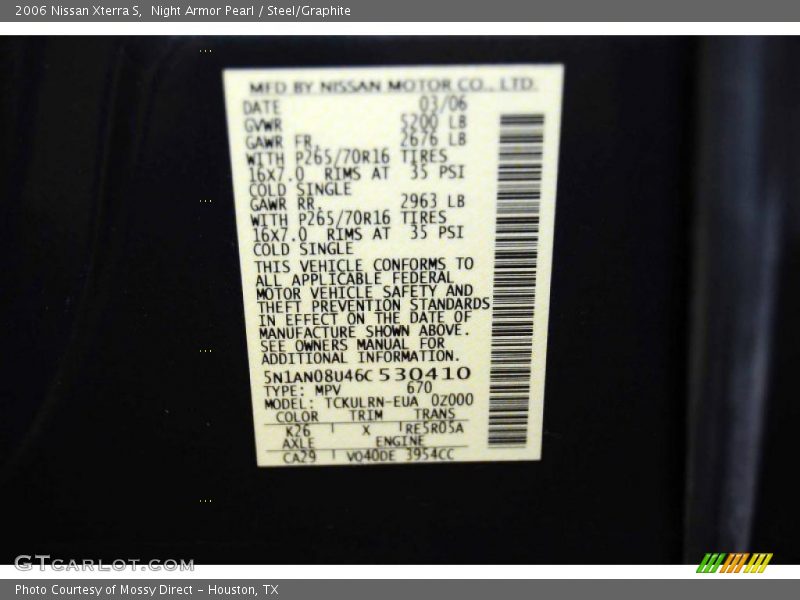 2006 Nissan Xterra S,  Night Armor Pearl / Steel/Graphite
MFD BY NISSAN MOTOR CO., LTD.
DATE 03/06
GVWR 5200 LB
GAWR FR. 2676 LB
WITH P265/70R16 TIRES
16X7.0 RIMS AT 35 PSI
COLD SINGLE
GAWR RR. 2963 LB
WITH P265/70R16 TIRES
16X7.0 RIMS AT 35 PSI
COLD SINGLE
THIS VEHICLE CONFORMS TO
ALL APPLICABLE FEDERAL
MOTOR VEHICLE SAFETY AND
THEFT PREVENTION STANDARDS
IN EFFECT ON THE DATE OF
MANUFACTURE SHOWN ABOVE.
SEE OWNERS MANUAL FOR
ADDITIONAL INFORMATION.
5N1AN08U46C 530410
TYPE: MPV 670
MODEL: TCKULRN-EUA 0Z000
COLOR TRIM TRANS
K26 X RE5R05A
AXLE ENGINE
CA29 VQ40DE 3954CC
GTCARLOT.COM
Photo Courtesy of Mossy Direct - Houston, TX